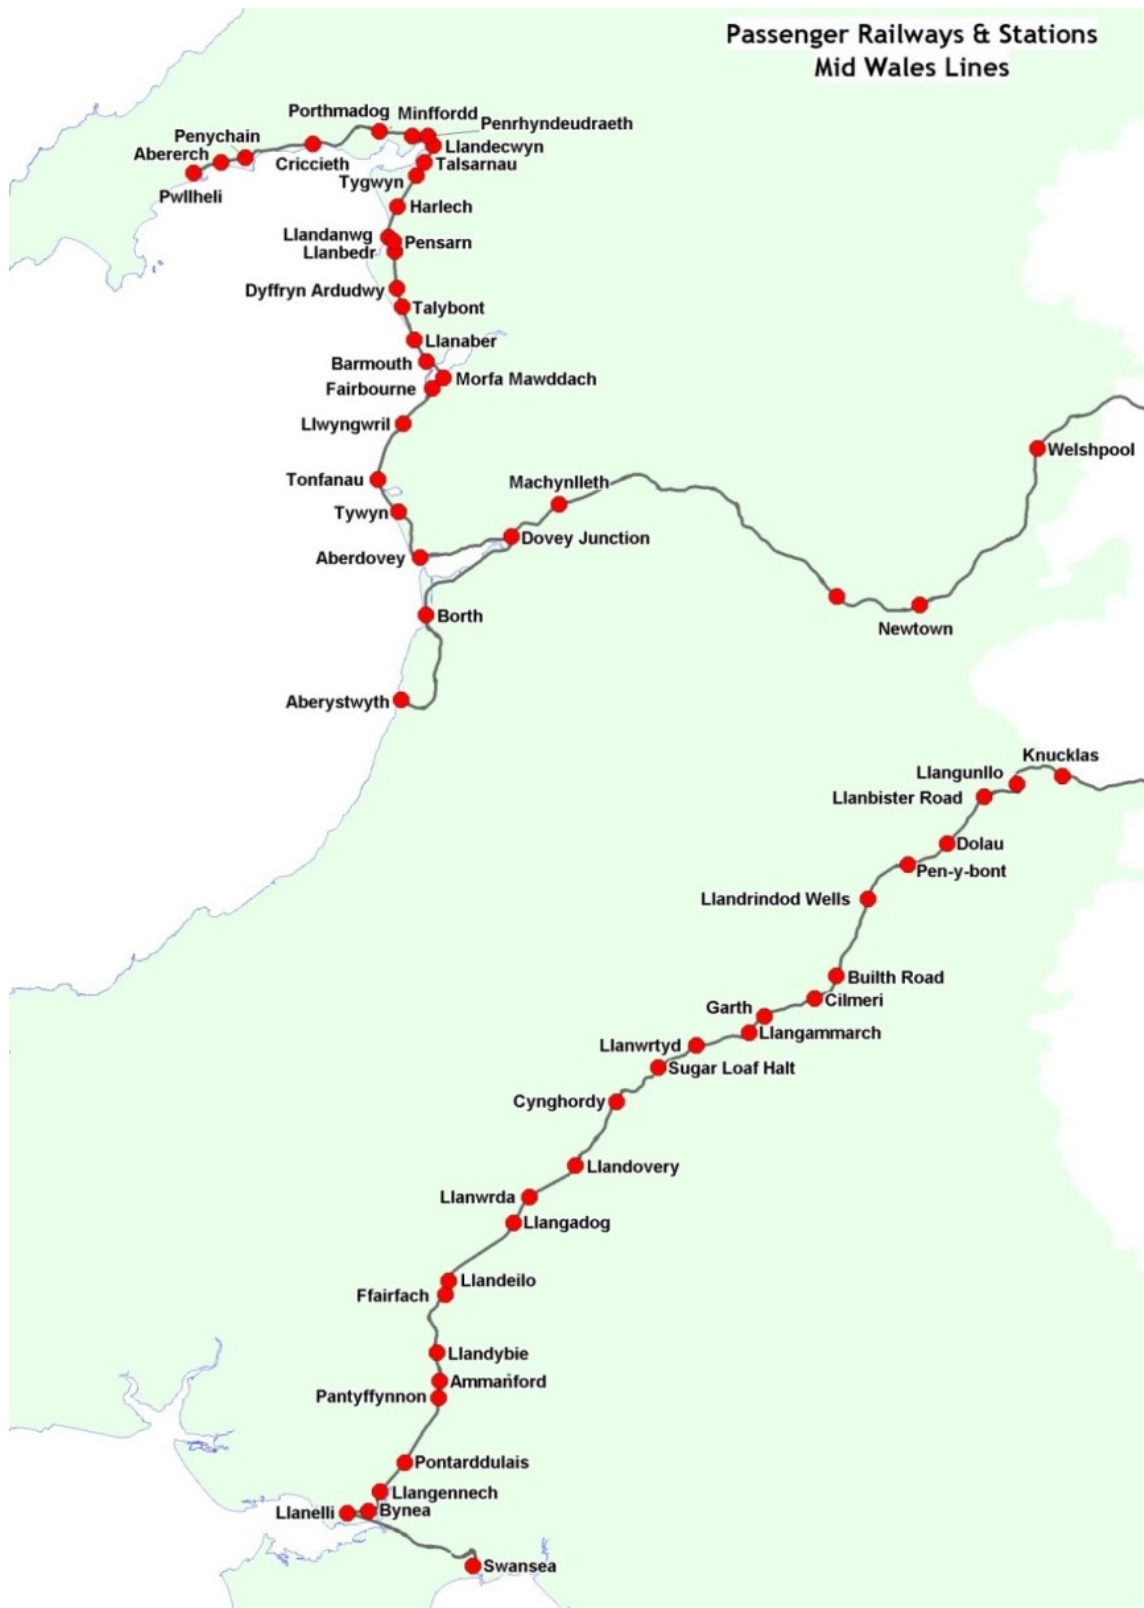 Passenger Railways & Stations
Mid Wales Lines
Porthmadog
Minffordd
Penrhyndeudraeth
Penychain
Llandecwyn
Abererch
Criccieth
Talsarnau
Tygwyn
Pwllheli
Harlech
Llandanwg
Pensarn
Llanbedr
Dyffryn Ardudwy
Talybont
Llanaber
Barmouth
Morfa Mawddach
Fairbourne
Llwyngwril
Welshpool
Tonfanau
Machynlleth
Tywyn
Dovey Junction
Aberdovey
Borth
Newtown
Aberystwyth
Knucklas
Llangunllo
Llanbister Road
Dolau
Pen-y-bont
Llandrindod Wells
Builth Road
Cilmeri
Garth
Llangammarch
Llanwrtyd
Sugar Loaf Halt
Cynghordy
Llandovery
Llanwrda
Llangadog
Llandeilo
Ffairfach
Llandybie
Ammanford
Pantyffynnon
Pontarddulais
Llangennech
Bynea
Llanelli
Swansea